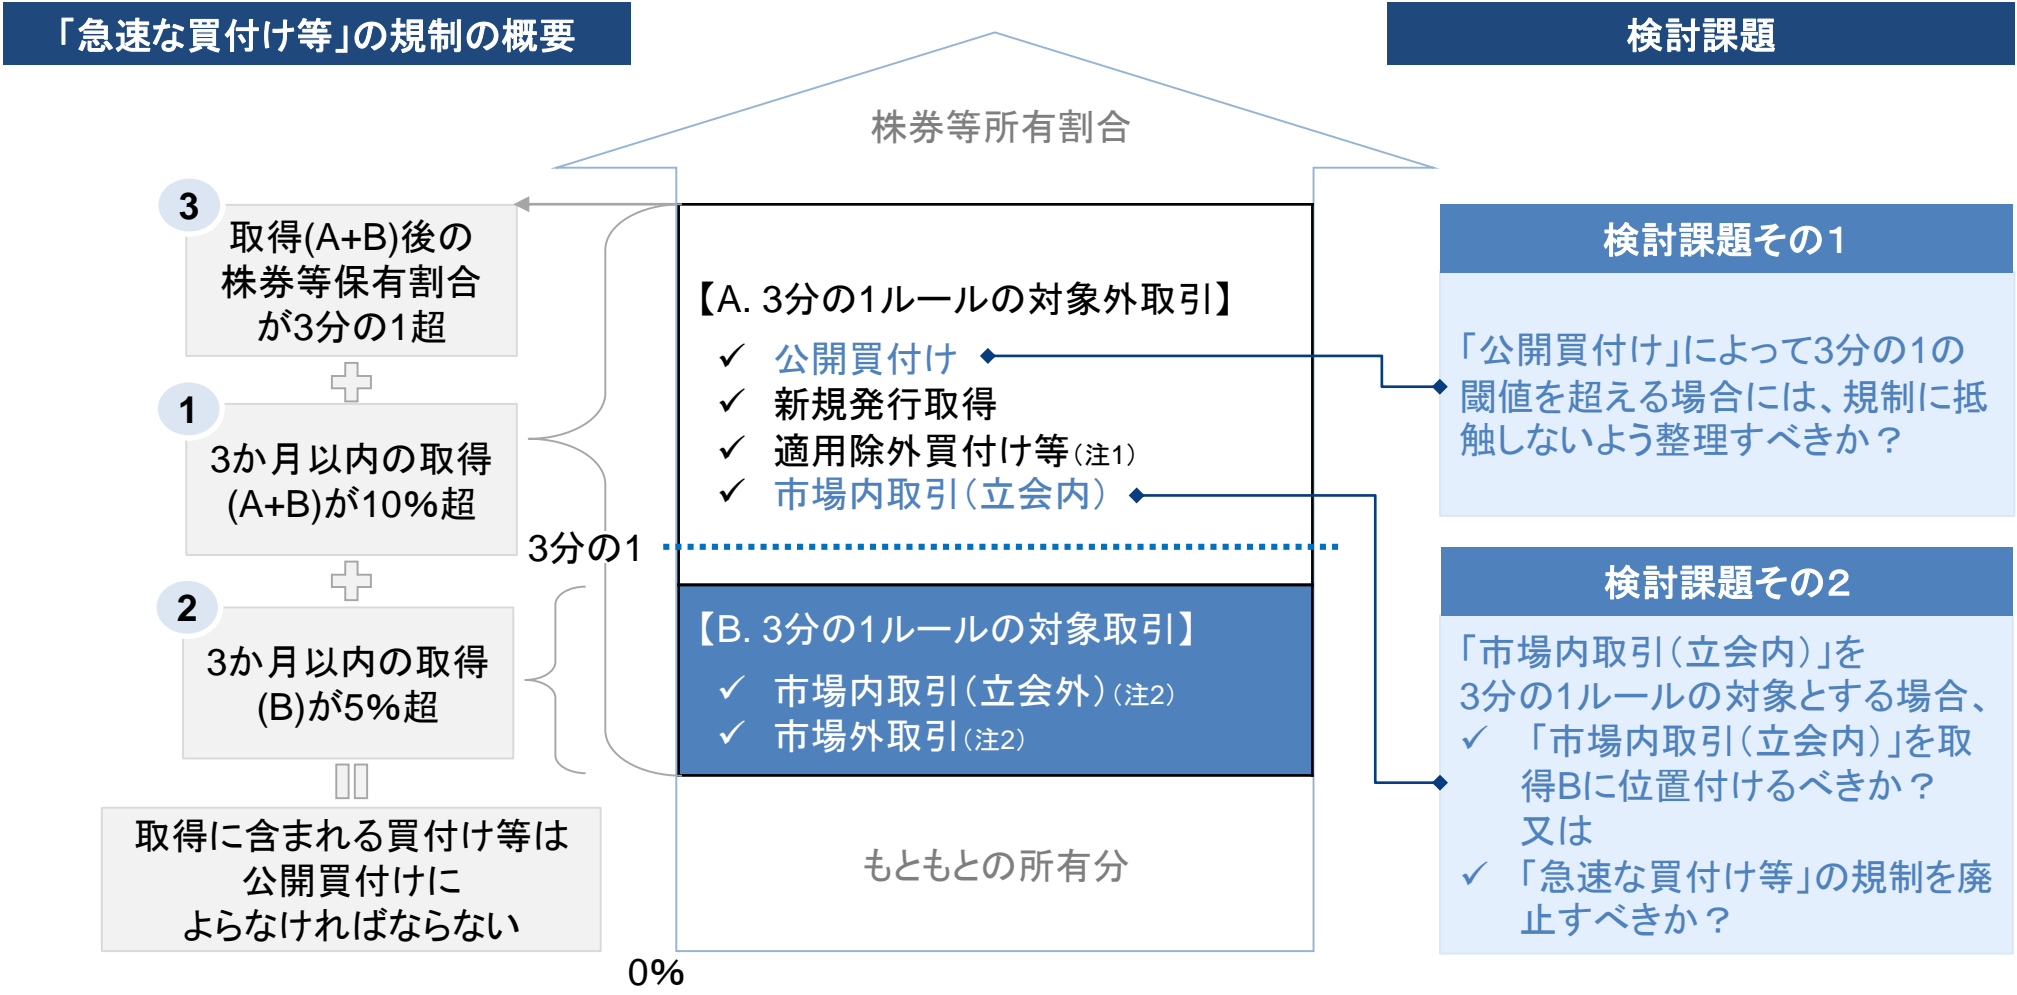 「急速な買付け等」の規制の概要
検討課題
株券等所有割合
3
取得(A+B)後の
株券等保有割合
が3分の1超
1
3か月以内の取得
(A+B)が10%超
2
3か月以内の取得
(B)が5%超
取得に含まれる買付け等は
公開買付けに
よらなければならない
3分の1
0%
【A. 3分の1ルールの対象外取引】
✓ 公開買付け
✓ 新規発行取得
✓ 適用除外買付け等(注1)
✓ 市場内取引(立会内)
【B. 3分の1ルールの対象取引】
✓ 市場内取引(立会外)(注2)
✓ 市場外取引(注2)
もともとの所有分
検討課題その1
「公開買付け」によって3分の1の
閾値を超える場合には、規制に抵
触しないよう整理すべきか？
検討課題その2
「市場内取引(立会内)」を
3分の1ルールの対象とする場合、
✓ 「市場内取引(立会内)」を取
得Bに位置付けるべきか？
又は
✓ 「急速な買付け等」の規制を廃
止すべきか？